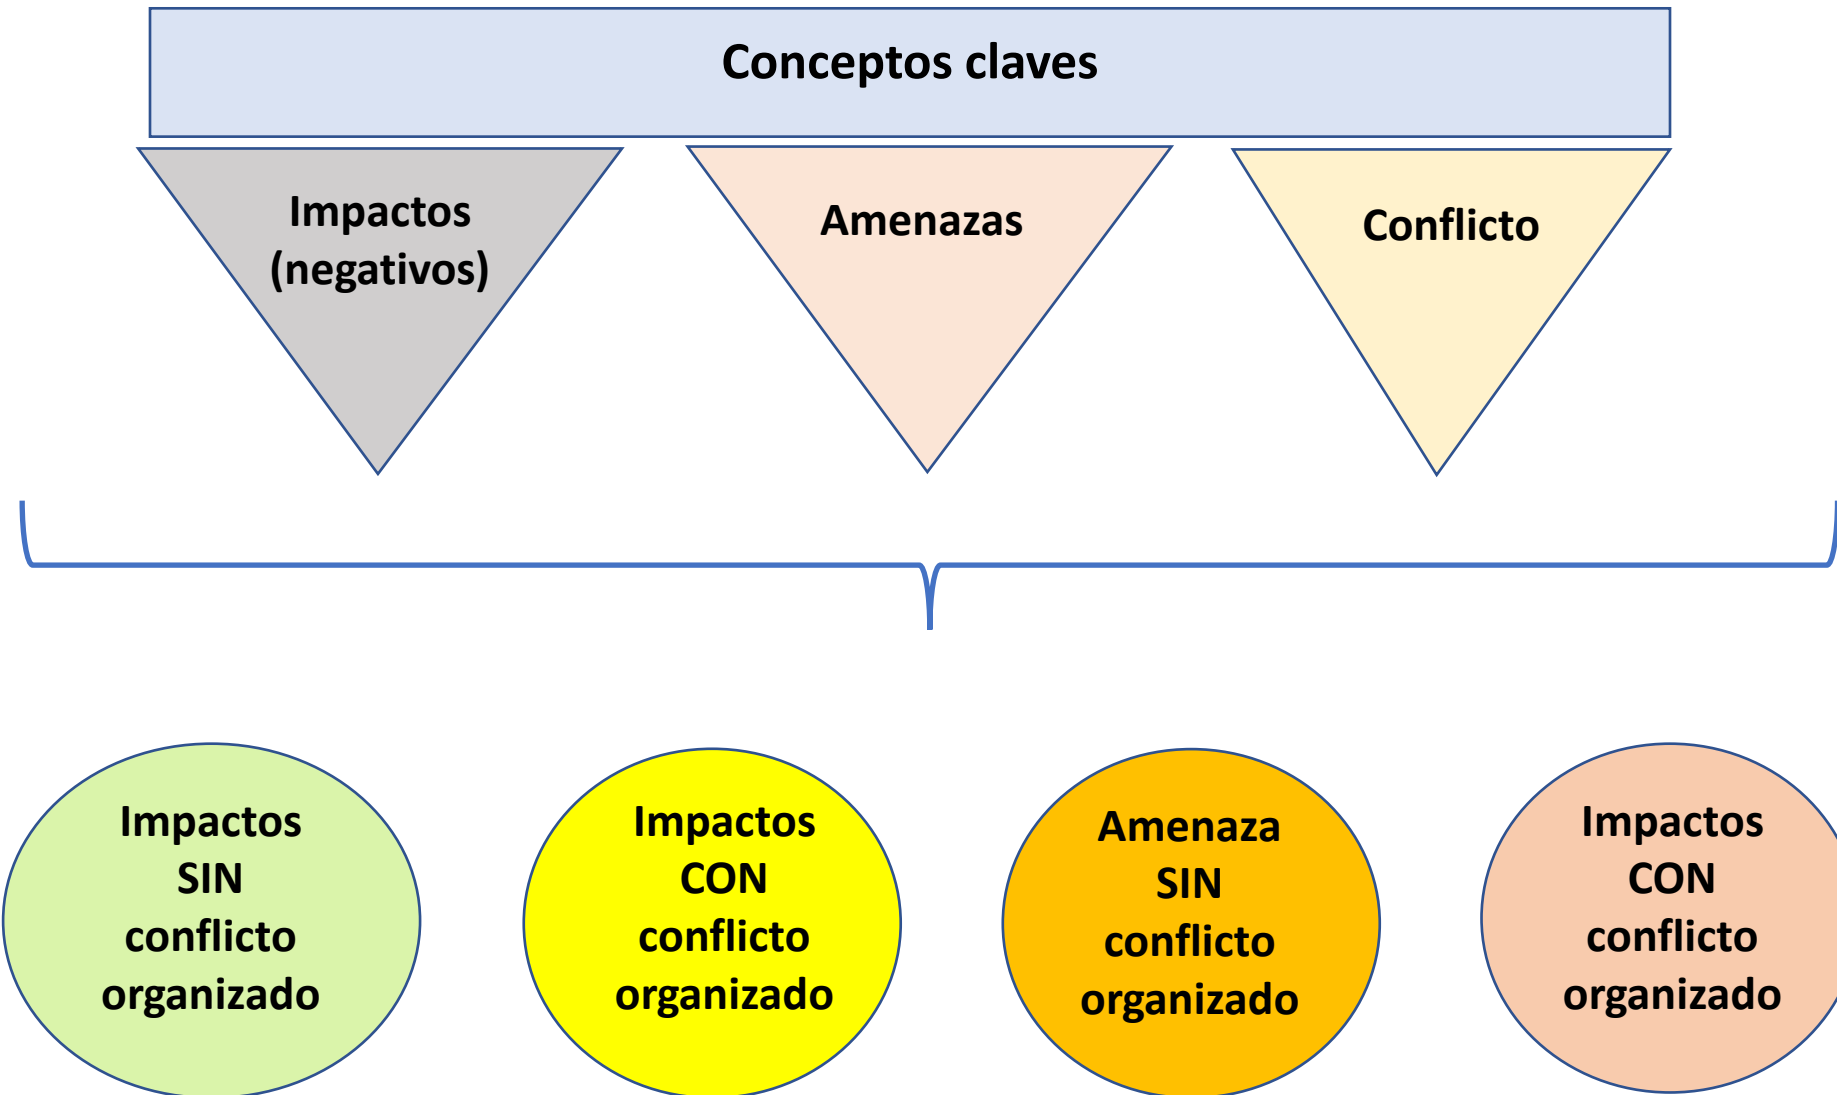 Conceptos claves
Impactos
(negativos)
Amenazas
Conflicto
Impactos
SIN
conflicto
organizado
Impactos
CON
conflicto
organizado
Amenaza
SIN
conflicto
organizado
Impactos
CON
conflicto
organizado